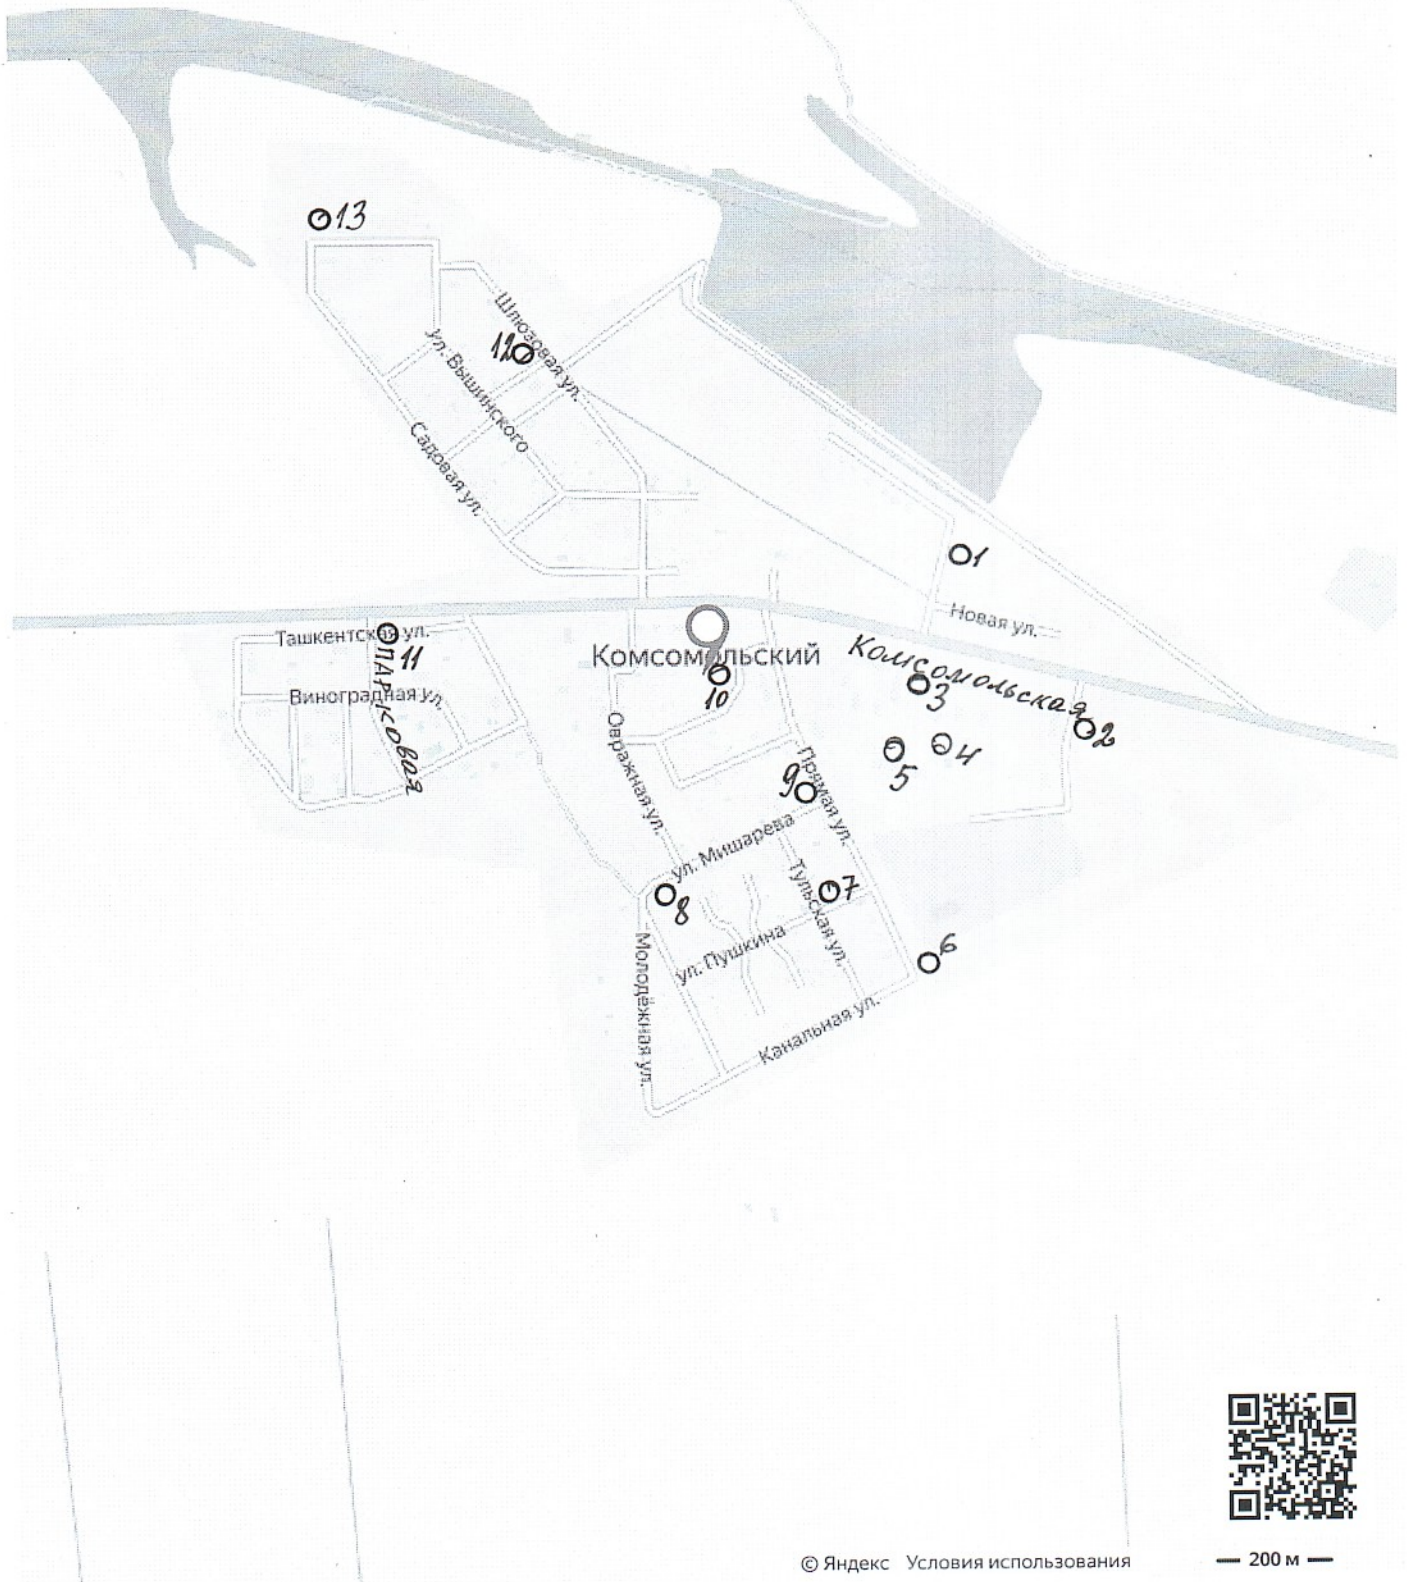 13
Шлюзовая ул.
12
ул. Вышинского
Садовая ул.
1
Новая ул.
Ташкентская ул.
11
Парковая
Виноградная ул.
Комсомольский
10
Комсомольская
3
2
4
5
Овражная ул.
9
Прямая ул.
ул. Мишарева
8
Тульская ул.
7
6
ул. Пушкина
Молодёжная ул.
Канальная ул.
© Яндекс Условия использования
200 м